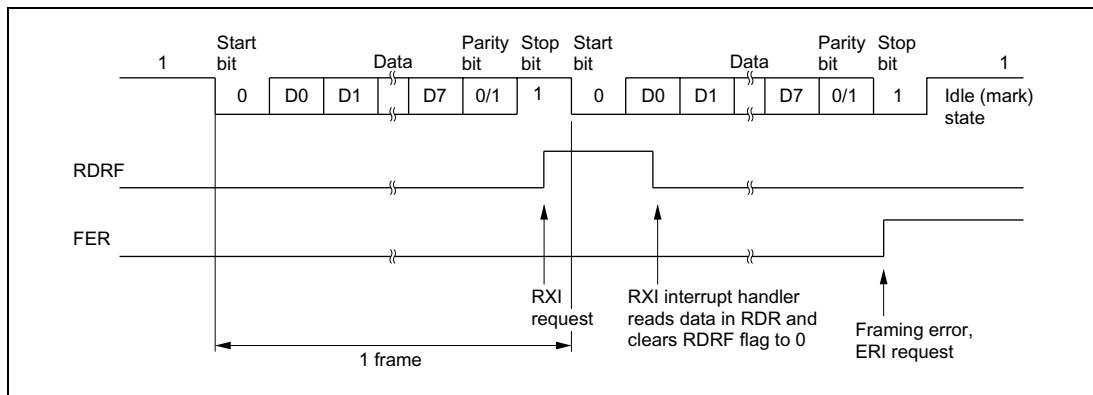 1
Start
bit
Data
Parity
bit
Stop
bit
Start
bit
Data
Parity
bit
Stop
bit
1
0 D0 D1 D7 0/1 1 0 D0 D1 D7 0/1 1 Idle (mark)
state
RDRF
FER
RXI
request
RXI interrupt handler
reads data in RDR and
clears RDRF flag to 0
Framing error,
ERI request
1 frame